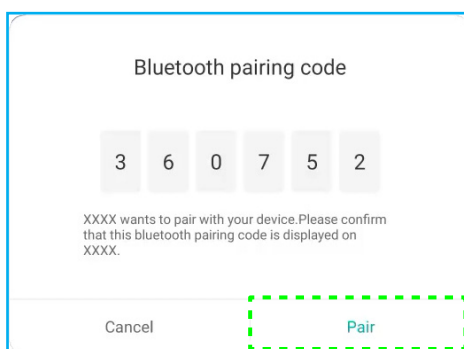 Bluetooth pairing code
3 6 0 7 5 2
XXXX wants to pair with your device.Please confirm
that this bluetooth pairing code is displayed on
XXXX.
Cancel Pair